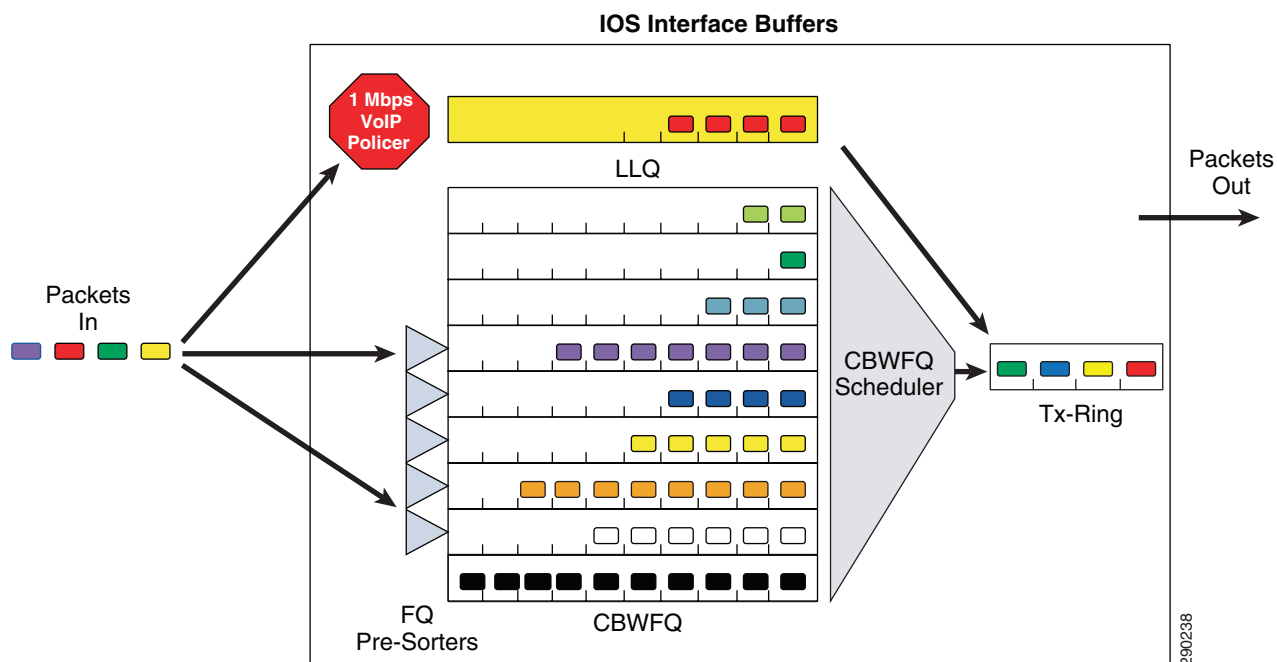 IOS Interface Buffers
1 Mbps
VoIP
Policer
LLQ
Packets
Out
Packets
In
CBWFQ
Scheduler
Tx-Ring
FQ
Pre-Sorters
CBWFQ
290238